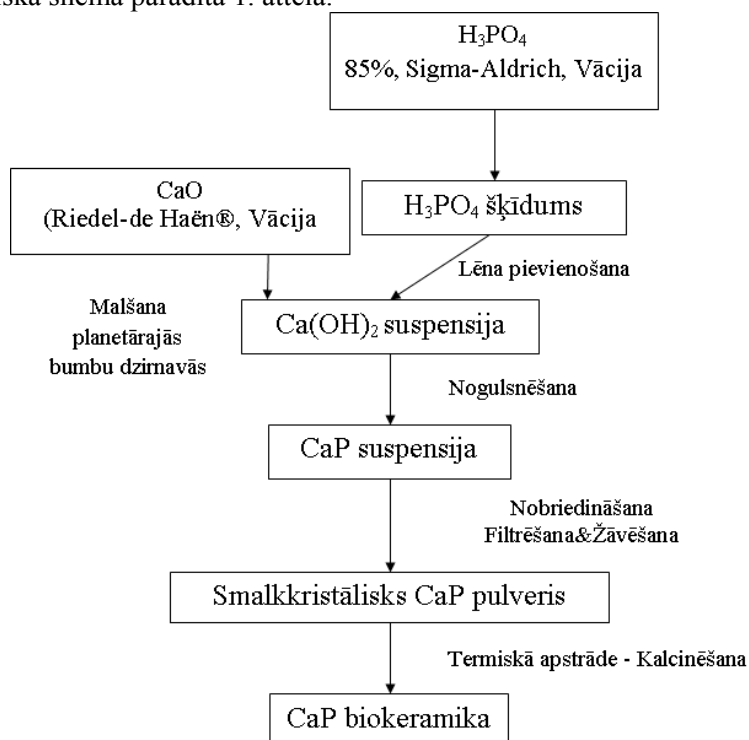 H₃PO₄
85%, Sigma-Aldrich, Vācija
CaO
(Riedel-de Haën®, Vācija
H₃PO₄ šķīdums
Lēna pievienošana
Malšana
planetārajās
bumbu dzirnavās
Ca(OH)₂ suspensija
Nogulsnēšana
CaP suspensija
Nobriedināšana
Filtrēšana&Žāvēšana
Smalkkristālisks CaP pulveris
Termiskā apstrāde - Kalcinēšana
CaP biokeramika